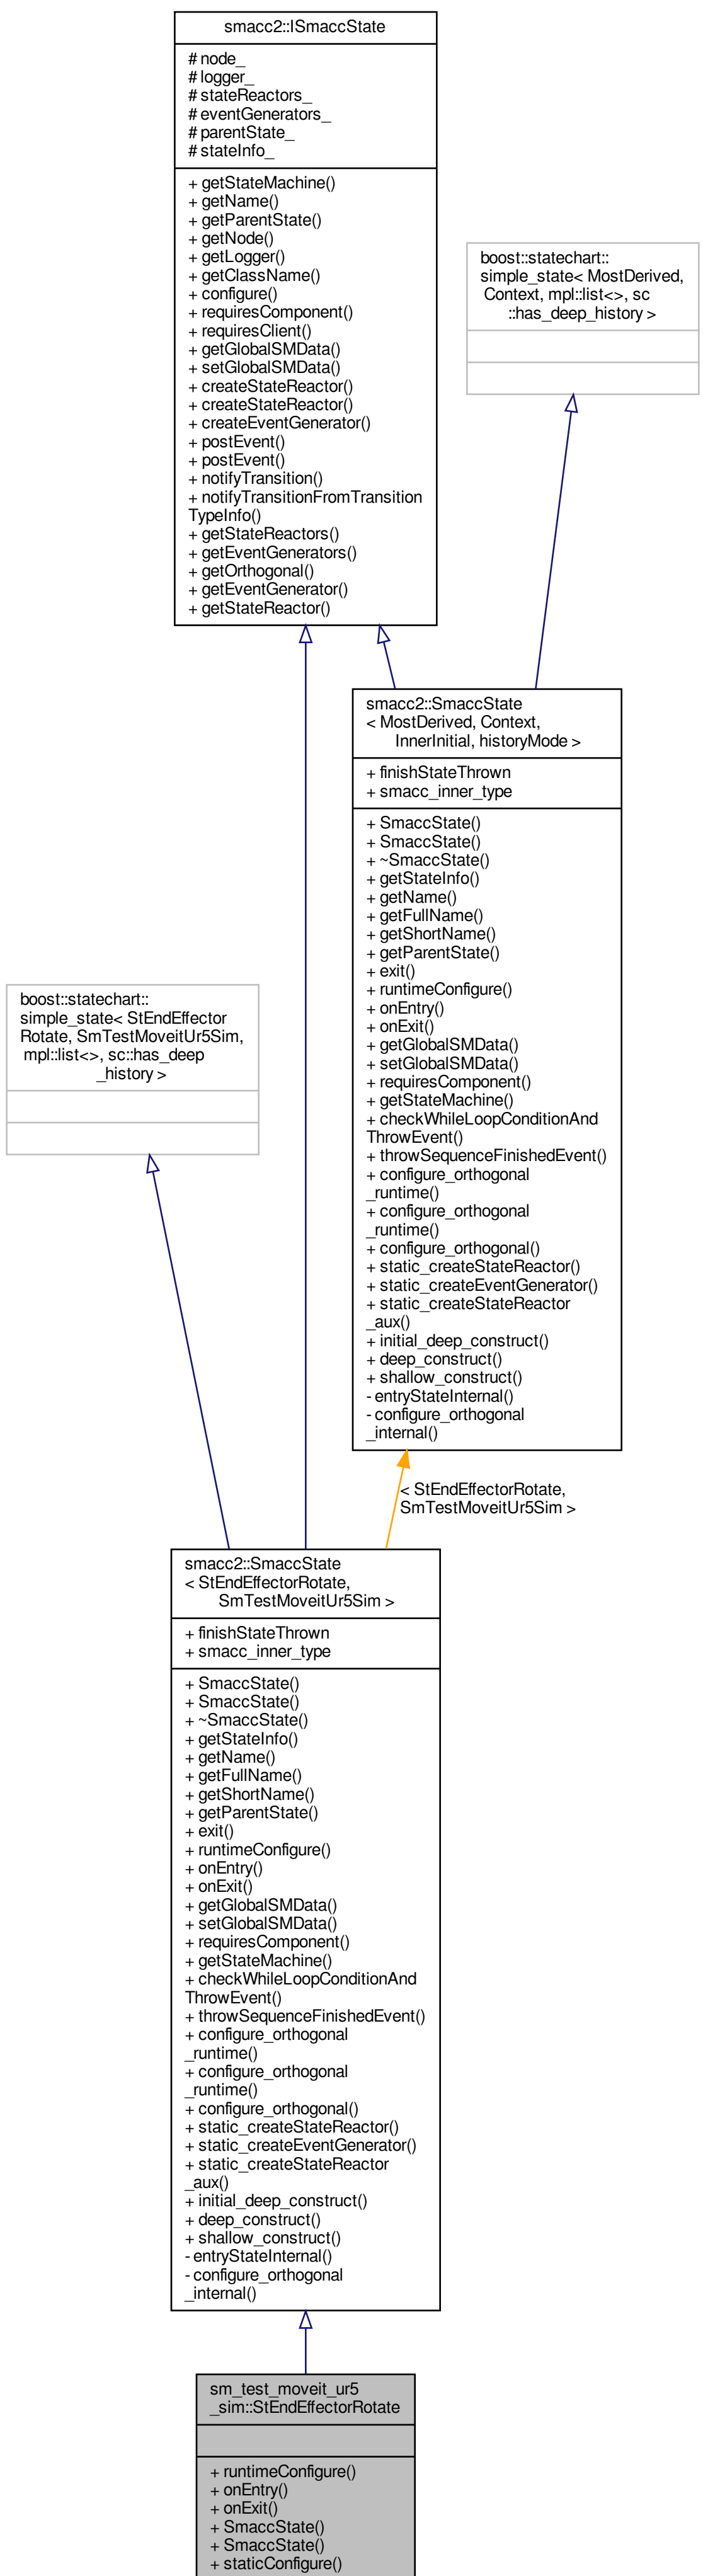 smacc2::ISmaccState
# node_
# logger_
# stateReactors_
# eventGenerators_
# parentState_
# stateInfo_
+ getStateMachine()
+ getName()
+ getParentState()
+ getNode()
+ getLogger()
+ getClassName()
+ configure()
+ requiresComponent()
+ requiresClient()
+ getGlobalSMData()
+ setGlobalSMData()
+ createStateReactor()
+ createStateReactor()
+ createEventGenerator()
+ postEvent()
+ postEvent()
+ notifyTransition()
+ notifyTransitionFromTransition
TypeInfo()
+ getStateReactors()
+ getEventGenerators()
+ getOrthogonal()
+ getEventGenerator()
+ getStateReactor()
boost::statechart::
simple_state< MostDerived,
Context, mpl::list<>, sc
::has_deep_history >
smacc2::SmaccState
< MostDerived, Context,
InnerInitial, historyMode >
+ finishStateThrown
+ smacc_inner_type
+ SmaccState()
+ SmaccState()
+ ~SmaccState()
+ getStateInfo()
+ getName()
+ getFullName()
+ getShortName()
+ getParentState()
+ exit()
+ runtimeConfigure()
+ onEntry()
+ onExit()
+ getGlobalSMData()
+ setGlobalSMData()
+ requiresComponent()
+ getStateMachine()
+ checkWhileLoopConditionAnd
ThrowEvent()
+ throwSequenceFinishedEvent()
+ configure_orthogonal
_runtime()
+ configure_orthogonal
_runtime()
+ configure_orthogonal()
+ static_createStateReactor()
+ static_createEventGenerator()
+ static_createStateReactor
_aux()
+ initial_deep_construct()
+ deep_construct()
+ shallow_construct()
- entryStateInternal()
- configure_orthogonal
_internal()
boost::statechart::
simple_state< StEndEffector
Rotate, SmTestMoveitUr5Sim,
mpl::list<>, sc::has_deep
_history >
< StEndEffectorRotate,
SmTestMoveitUr5Sim >
smacc2::SmaccState
< StEndEffectorRotate,
SmTestMoveitUr5Sim >
+ finishStateThrown
+ smacc_inner_type
+ SmaccState()
+ SmaccState()
+ ~SmaccState()
+ getStateInfo()
+ getName()
+ getFullName()
+ getShortName()
+ getParentState()
+ exit()
+ runtimeConfigure()
+ onEntry()
+ onExit()
+ getGlobalSMData()
+ setGlobalSMData()
+ requiresComponent()
+ getStateMachine()
+ checkWhileLoopConditionAnd
ThrowEvent()
+ throwSequenceFinishedEvent()
+ configure_orthogonal
_runtime()
+ configure_orthogonal
_runtime()
+ configure_orthogonal()
+ static_createStateReactor()
+ static_createEventGenerator()
+ static_createStateReactor
_aux()
+ initial_deep_construct()
+ deep_construct()
+ shallow_construct()
- entryStateInternal()
- configure_orthogonal
_internal()
sm_test_moveit_ur5
_sim::StEndEffectorRotate
+ runtimeConfigure()
+ onEntry()
+ onExit()
+ SmaccState()
+ SmaccState()
+ staticConfigure()